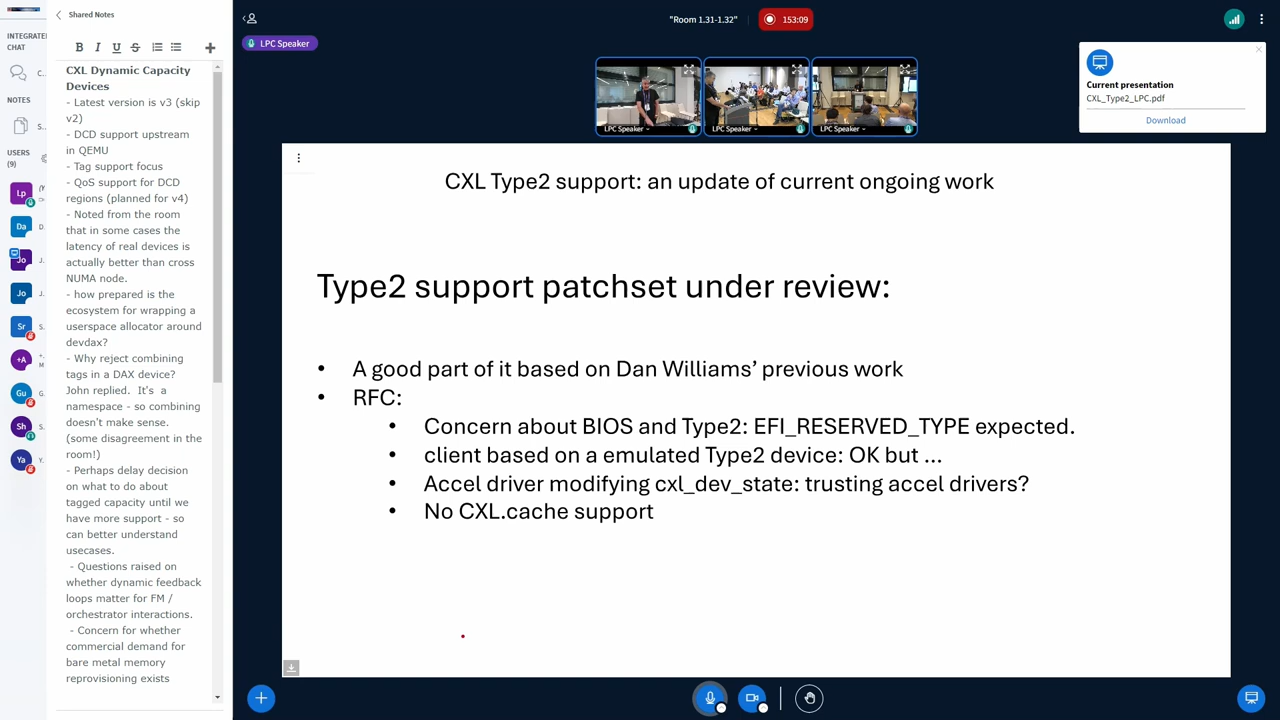 INTEGRATE
CHAT
C..
NOTES
S..
USERS
(9)
Lp
Da
D.
Jo
J.
Jo
J.
Sr
S.
+A
+.
M
Gu
G.
Sh
S.
Ya
Y.
Shared Notes
B I U S
CXL Dynamic Capacity
Devices
- Latest version is v3 (skip
v2)
- DCD support upstream
in QEMU
- Tag support focus
- QoS support for DCD
regions (planned for v4)
- Noted from the room
that in some cases the
latency of real devices is
actually better than cross
NUMA node.
- how prepared is the
ecosystem for wrapping a
userspace allocator around
devdax?
- Why reject combining
tags in a DAX device?
John replied. It's a
namespace - so combining
doesn't make sense.
(some disagreement in the
room!)
- Perhaps delay decision
on what to do about
tagged capacity until we
have more support - so
can better understand
usecases.
- Questions raised on
whether dynamic feedback
loops matter for FM /
orchestrator interactions.
- Concern for whether
commercial demand for
bare metal memory
reprovisioning exists
"Room 1.31-1.32"
153:09
LPC Speaker
LPC Speaker
LPC Speaker
LPC Speaker
Current presentation
CXL_Type2_LPC.pdf
Download
CXL Type2 support: an update of current ongoing work
Type2 support patchset under review:
• A good part of it based on Dan Williams’ previous work
• RFC:
• Concern about BIOS and Type2: EFI_RESERVED_TYPE expected.
• client based on a emulated Type2 device: OK but ...
• Accel driver modifying cxl_dev_state: trusting accel drivers?
• No CXL.cache support